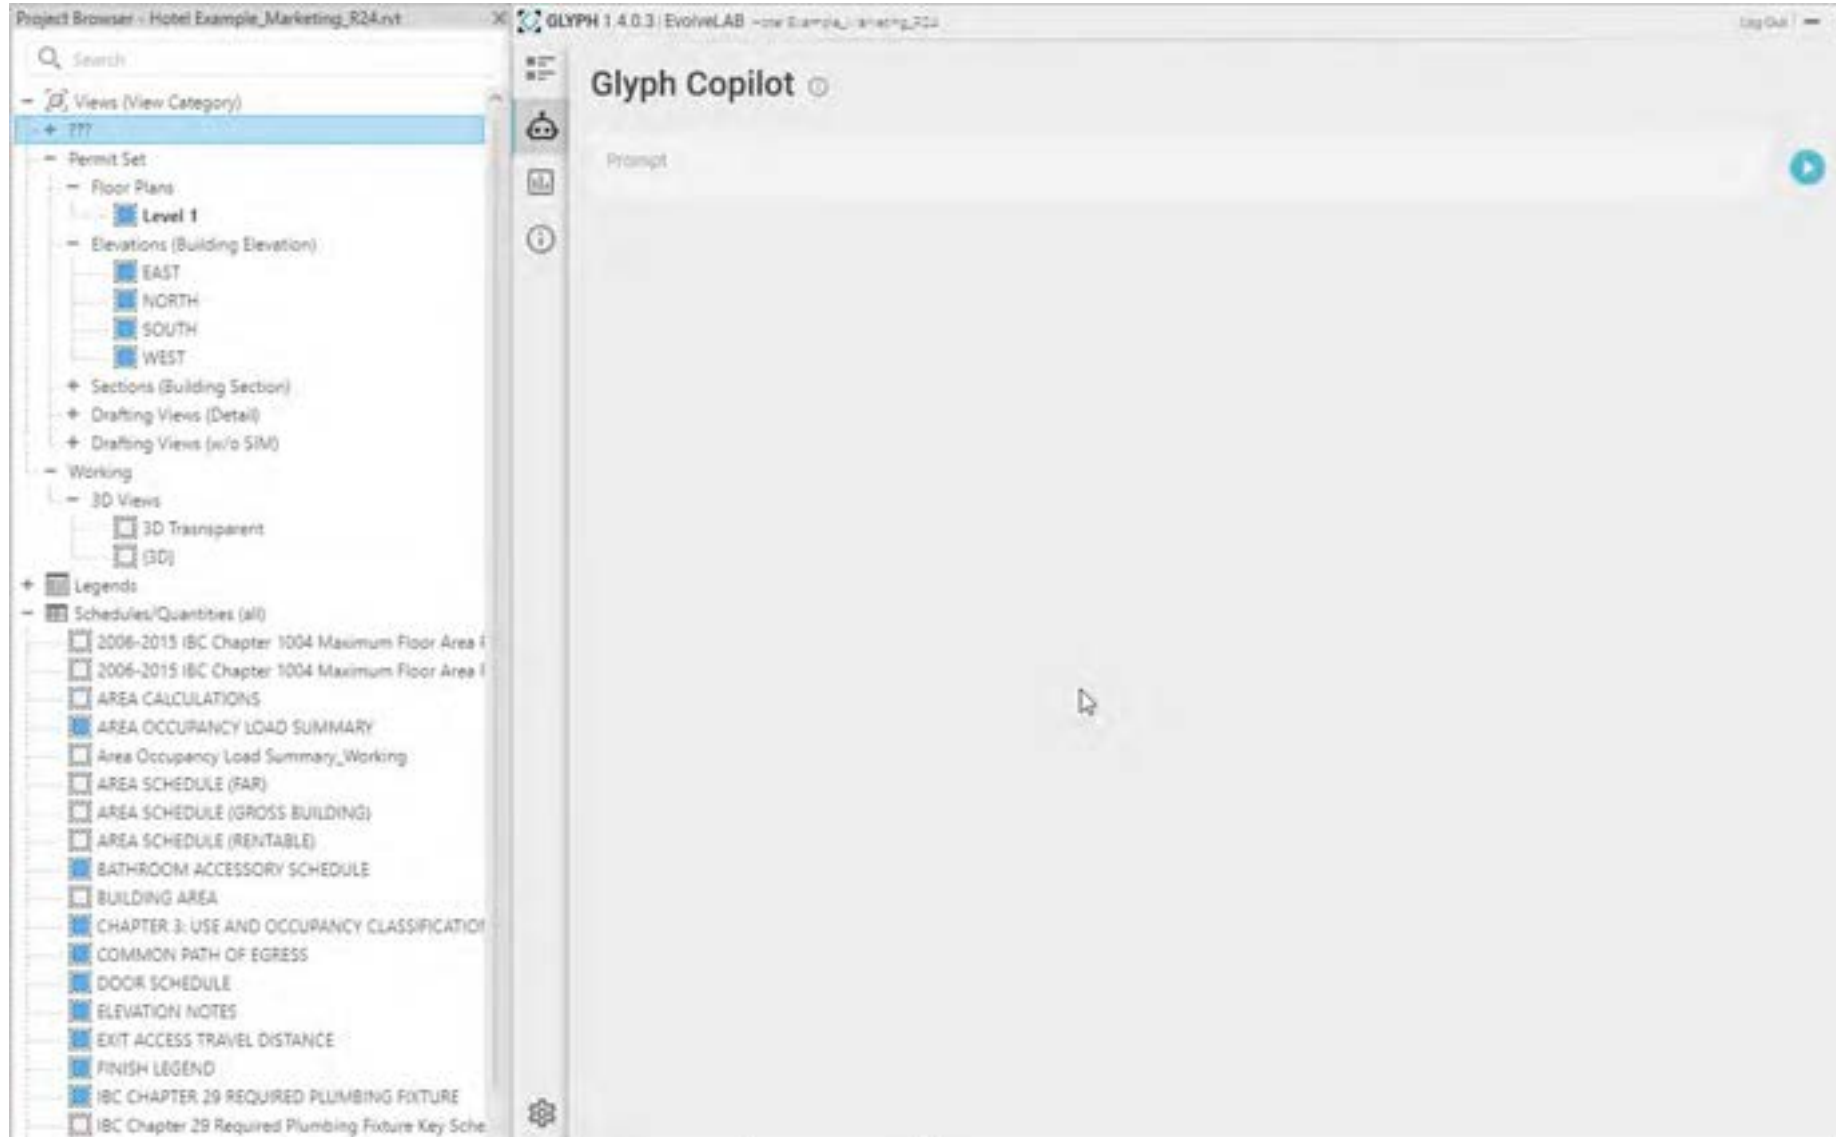 Project Browser - Hotel Example_Marketing_R24.rvt
Search
Views (View Category)
???
Permit Set
Floor Plans
Level 1
Elevations (Building Elevation)
EAST
NORTH
SOUTH
WEST
Sections (Building Section)
Drafting Views (Detail)
Drafting Views (w/o SIM)
Working
3D Views
3D Trasnsparent
{3D}
Legends
Schedules/Quantities (all)
2006-2015 IBC Chapter 1004 Maximum Floor Area
2006-2015 IBC Chapter 1004 Maximum Floor Area
AREA CALCULATIONS
AREA OCCUPANCY LOAD SUMMARY
Area Occupancy Load Summary_Working
AREA SCHEDULE (FAR)
AREA SCHEDULE (GROSS BUILDING)
AREA SCHEDULE (RENTABLE)
BATHROOM ACCESSORY SCHEDULE
BUILDING AREA
CHAPTER 3: USE AND OCCUPANCY CLASSIFICATION
COMMON PATH OF EGRESS
DOOR SCHEDULE
ELEVATION NOTES
EXIT ACCESS TRAVEL DISTANCE
FINISH LEGEND
IBC CHAPTER 29 REQUIRED PLUMBING FIXTURE
IBC Chapter 29 Required Plumbing Fixture Key Sche
GLYPH 1.4.0.3 | EvolveLAB
Log Out
Glyph Copilot
Prompt